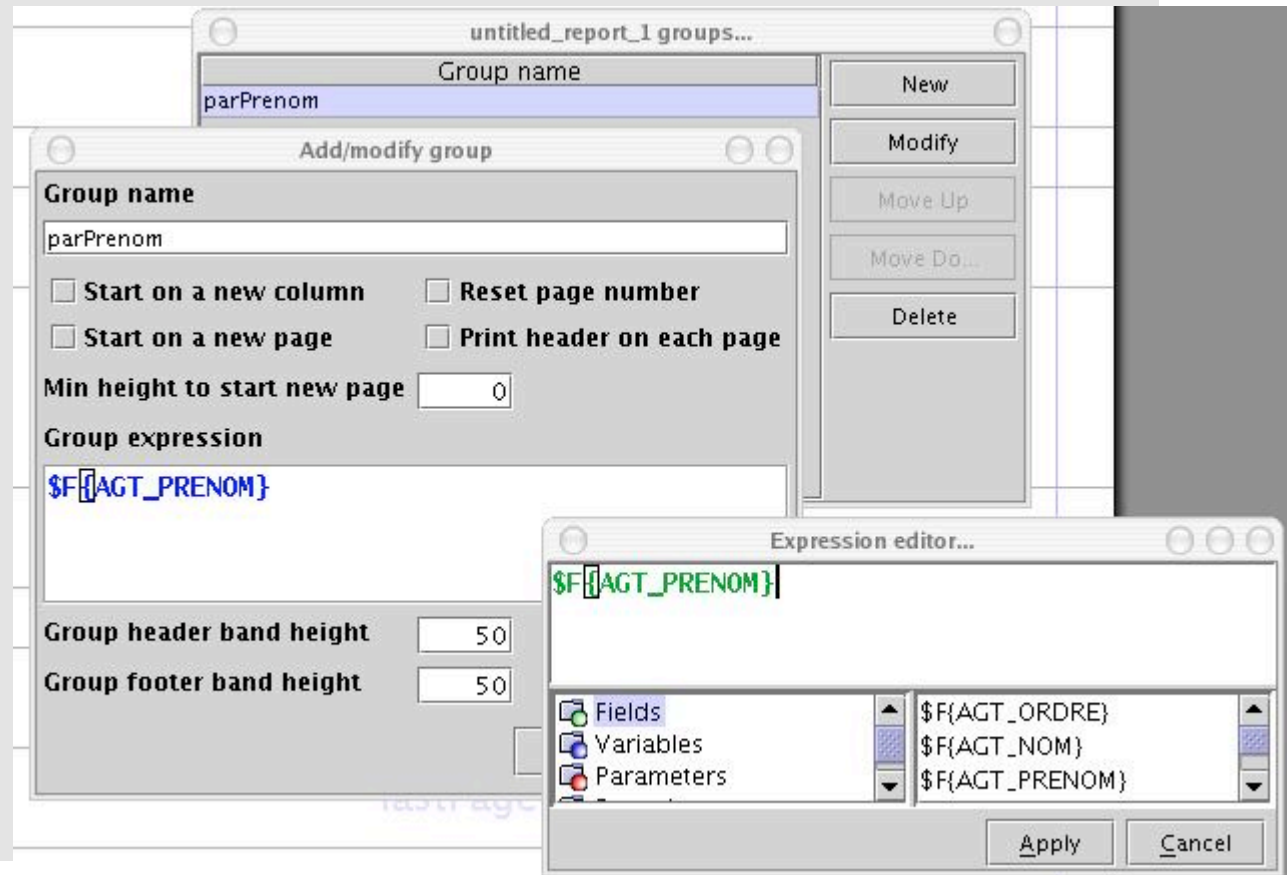 untitled_report_1 groups...
Group name
parPrenom
New
Modify
Move Up
Move Do...
Delete
Add/modify group
Group name
parPrenom
Start on a new column
Reset page number
Start on a new page
Print header on each page
Min height to start new page 0
Group expression
$F{AGT_PRENOM}
Group header band height 50
Group footer band height 50
Expression editor...
$F{AGT_PRENOM}
Fields
Variables
Parameters
$F{AGT_ORDRE}
$F{AGT_NOM}
$F{AGT_PRENOM}
Apply
Cancel
lastPage